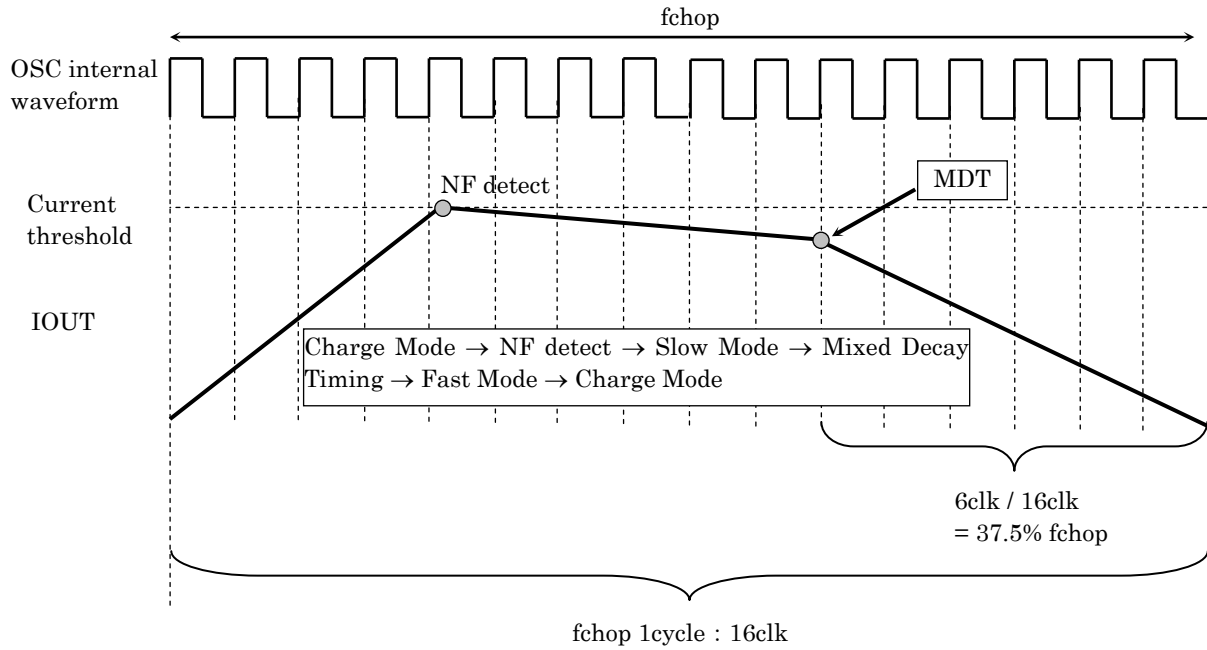 fchop
OSC internal
waveform
NF detect
MDT
Current
threshold
IOUT
Charge Mode → NF detect → Slow Mode → Mixed Decay
Timing → Fast Mode → Charge Mode
6clk / 16clk
= 37.5% fchop
fchop 1cycle : 16clk